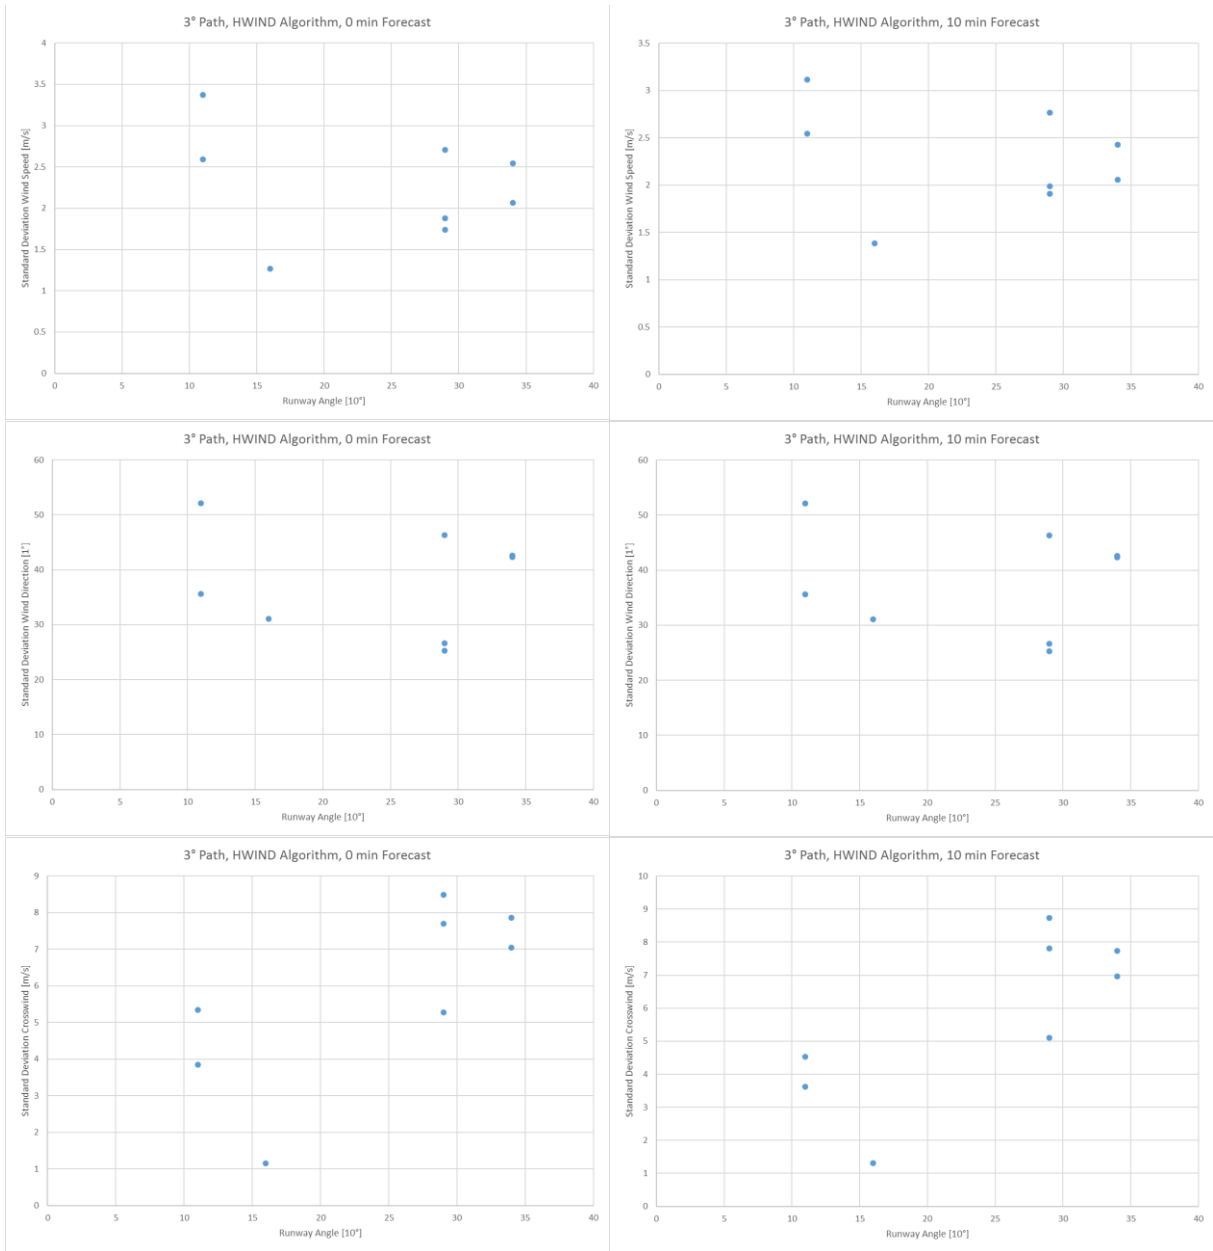 3° Path, HWIND Algorithm, 0 min Forecast
Standard Deviation Wind Speed [m/s]
4
3.5
3
2.5
2
1.5
1
0.5
0
0 5 10 15 20 25 30 35 40
Runway Angle [10°]
3° Path, HWIND Algorithm, 10 min Forecast
Standard Deviation Wind Speed [m/s]
3.5
3
2.5
2
1.5
1
0.5
0
0 5 10 15 20 25 30 35 40
Runway Angle [10°]
3° Path, HWIND Algorithm, 0 min Forecast
Standard Deviation Wind Direction [1°]
60
50
40
30
20
10
0
0 5 10 15 20 25 30 35 40
Runway Angle [10°]
3° Path, HWIND Algorithm, 10 min Forecast
Standard Deviation Wind Direction [1°]
60
50
40
30
20
10
0
0 5 10 15 20 25 30 35 40
Runway Angle [10°]
3° Path, HWIND Algorithm, 0 min Forecast
Standard Deviation Crosswind [m/s]
9
8
7
6
5
4
3
2
1
0
0 5 10 15 20 25 30 35 40
Runway Angle [10°]
3° Path, HWIND Algorithm, 10 min Forecast
Standard Deviation Crosswind [m/s]
10
9
8
7
6
5
4
3
2
1
0
0 5 10 15 20 25 30 35 40
Runway Angle [10°]